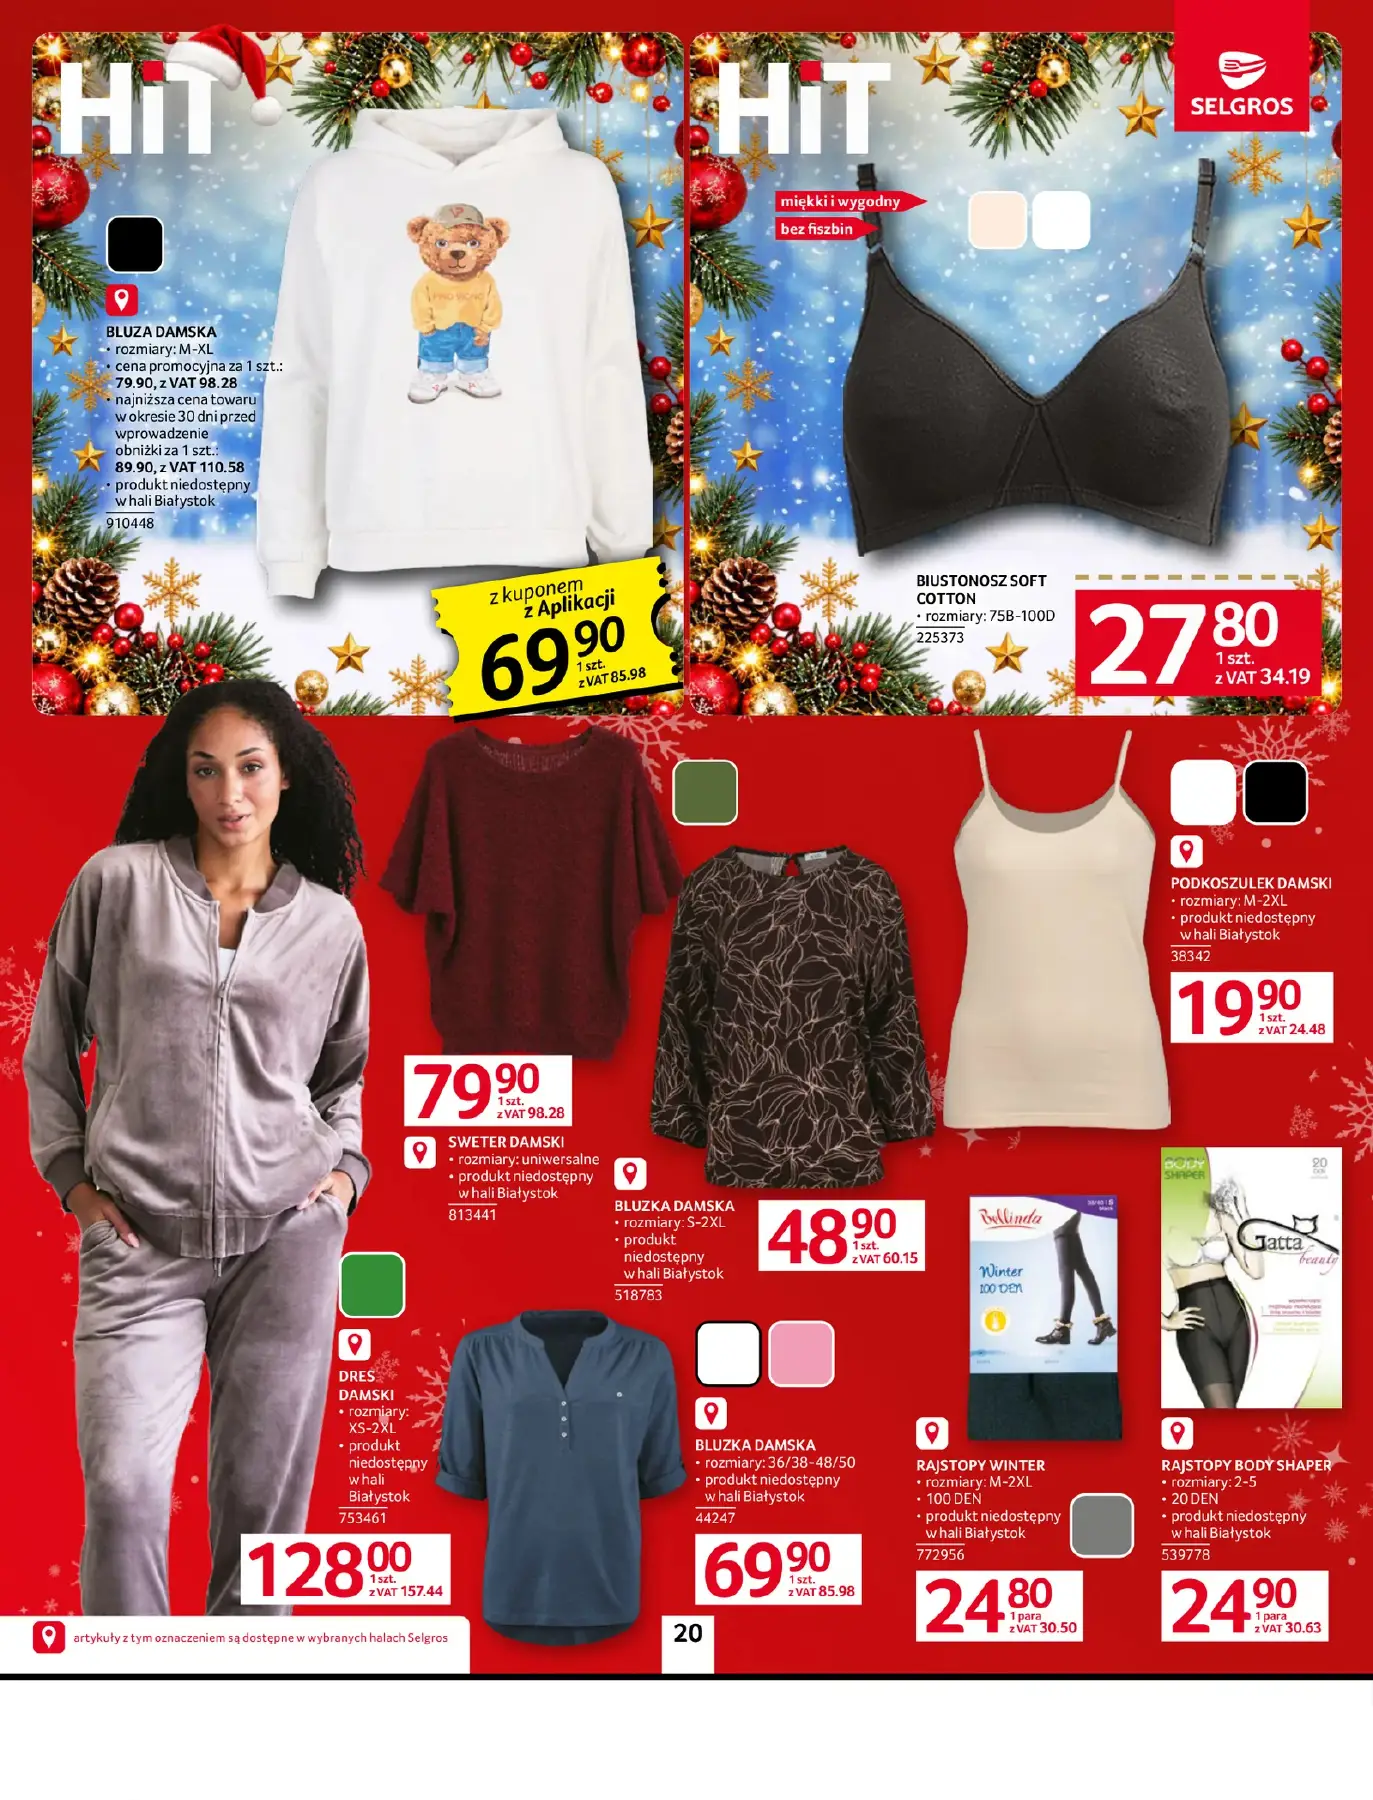 HiT
BLUZA DAMSKA
• rozmiary: M-XL
• cena promocyjna za 1 szt.:
79.90, z VAT 98.28
• najniższa cena towaru
w okresie 30 dni przed
wprowadzenie
obniżki za 1 szt.:
89.90, z VAT 110.58
• produkt niedostępny
w hali Białystok
910448
z kuponem
z Aplikacji
69 90
1 szt.
z VAT 85.98
HiT
SELGROS
miękki i wygodny
bez fiszbin
BIUSTONOSZ SOFT
COTTON
• rozmiary: 75B-100D
225373
27 80
1 szt.
z VAT 34.19
79 90
1 szt.
z VAT 98.28
SWETER DAMSKI
• rozmiary: uniwersalne
• produkt niedostępny
w hali Białystok
813441
BLUZKA DAMSKA
• rozmiary: S-2XL
• produkt
niedostępny
w hali Białystok
518783
48 90
1 szt.
z VAT 60.15
PODKOSZULEK DAMSKI
• rozmiary: M-2XL
• produkt niedostępny
w hali Białystok
38342
19 90
1 szt.
z VAT 24.48
DRES
DAMSKI
• rozmiary:
XS-2XL
• produkt
niedostępny
w hali
Białystok
753461
128 00
1 szt.
z VAT 157.44
BLUZKA DAMSKA
• rozmiary: 36/38-48/50
• produkt niedostępny
w hali Białystok
44247
69 90
1 szt.
z VAT 85.98
Bellinda
Winter
100 DEN
RAJSTOPY WINTER
• rozmiary: M-2XL
• 100 DEN
• produkt niedostępny
w hali Białystok
772956
24 80
1 para
z VAT 30.50
BODY
SHAPER
20
Gatta
beauty
RAJSTOPY BODY SHAPER
• rozmiary: 2-5
• 20 DEN
• produkt niedostępny
w hali Białystok
539778
24 90
1 para
z VAT 30.63
artykuły z tym oznaczeniem są dostępne w wybranych halach Selgros
20